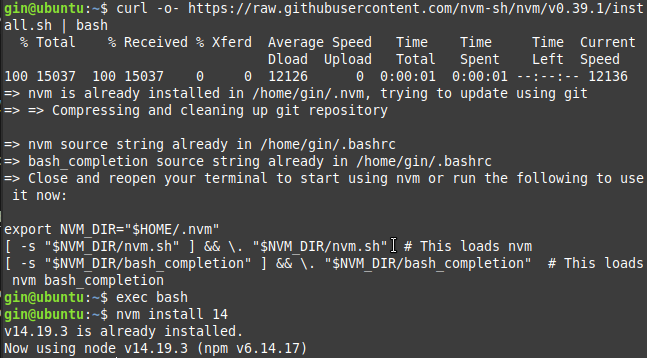 gin@ubuntu:~$ curl -o- https://raw.githubusercontent.com/nvm-sh/nvm/v0.39.1/inst
all.sh | bash
  % Total    % Received % Xferd  Average Speed   Time    Time     Time  Current
                                 Dload  Upload   Total   Spent    Left  Speed
100 15037  100 15037    0     0  12126      0  0:00:01  0:00:01 --:--:-- 12136
=> nvm is already installed in /home/gin/.nvm, trying to update using git
=> => Compressing and cleaning up git repository

=> nvm source string already in /home/gin/.bashrc
=> bash_completion source string already in /home/gin/.bashrc
=> Close and reopen your terminal to start using nvm or run the following to use
 it now:

export NVM_DIR="$HOME/.nvm"
[ -s "$NVM_DIR/nvm.sh" ] && \. "$NVM_DIR/nvm.sh"  # This loads nvm
[ -s "$NVM_DIR/bash_completion" ] && \. "$NVM_DIR/bash_completion"  # This loads
 nvm bash_completion
gin@ubuntu:~$ exec bash
gin@ubuntu:~$ nvm install 14
v14.19.3 is already installed.
Now using node v14.19.3 (npm v6.14.17)